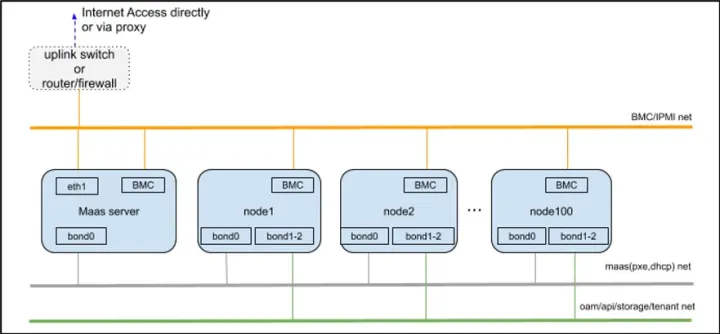 Internet Access directly
or via proxy
uplink switch
or
router/firewall
BMC/IPMI net
eth1
BMC
BMC
BMC
BMC
Maas server
node1
node2
...
node100
bond0
bond0
bond1-2
bond0
bond1-2
bond0
bond1-2
maas(pxe,dhcp) net
oam/api/storage/tenant net